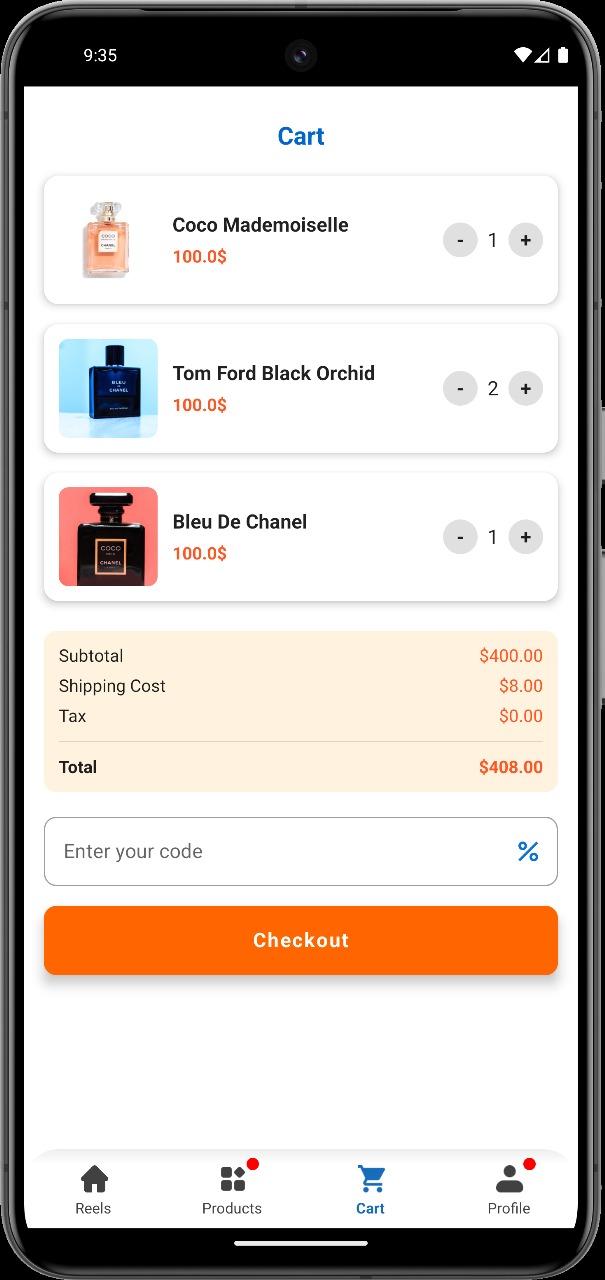 9:35
Cart
COCO
CHANEL
Coco Mademoiselle
100.0$
- 1 +
BLEU
CHANEL
Tom Ford Black Orchid
100.0$
- 2 +
COCO
CHANEL
Bleu De Chanel
100.0$
- 1 +
Subtotal $400.00
Shipping Cost $8.00
Tax $0.00
Total $408.00
Enter your code %
Checkout
Reels Products Cart Profile